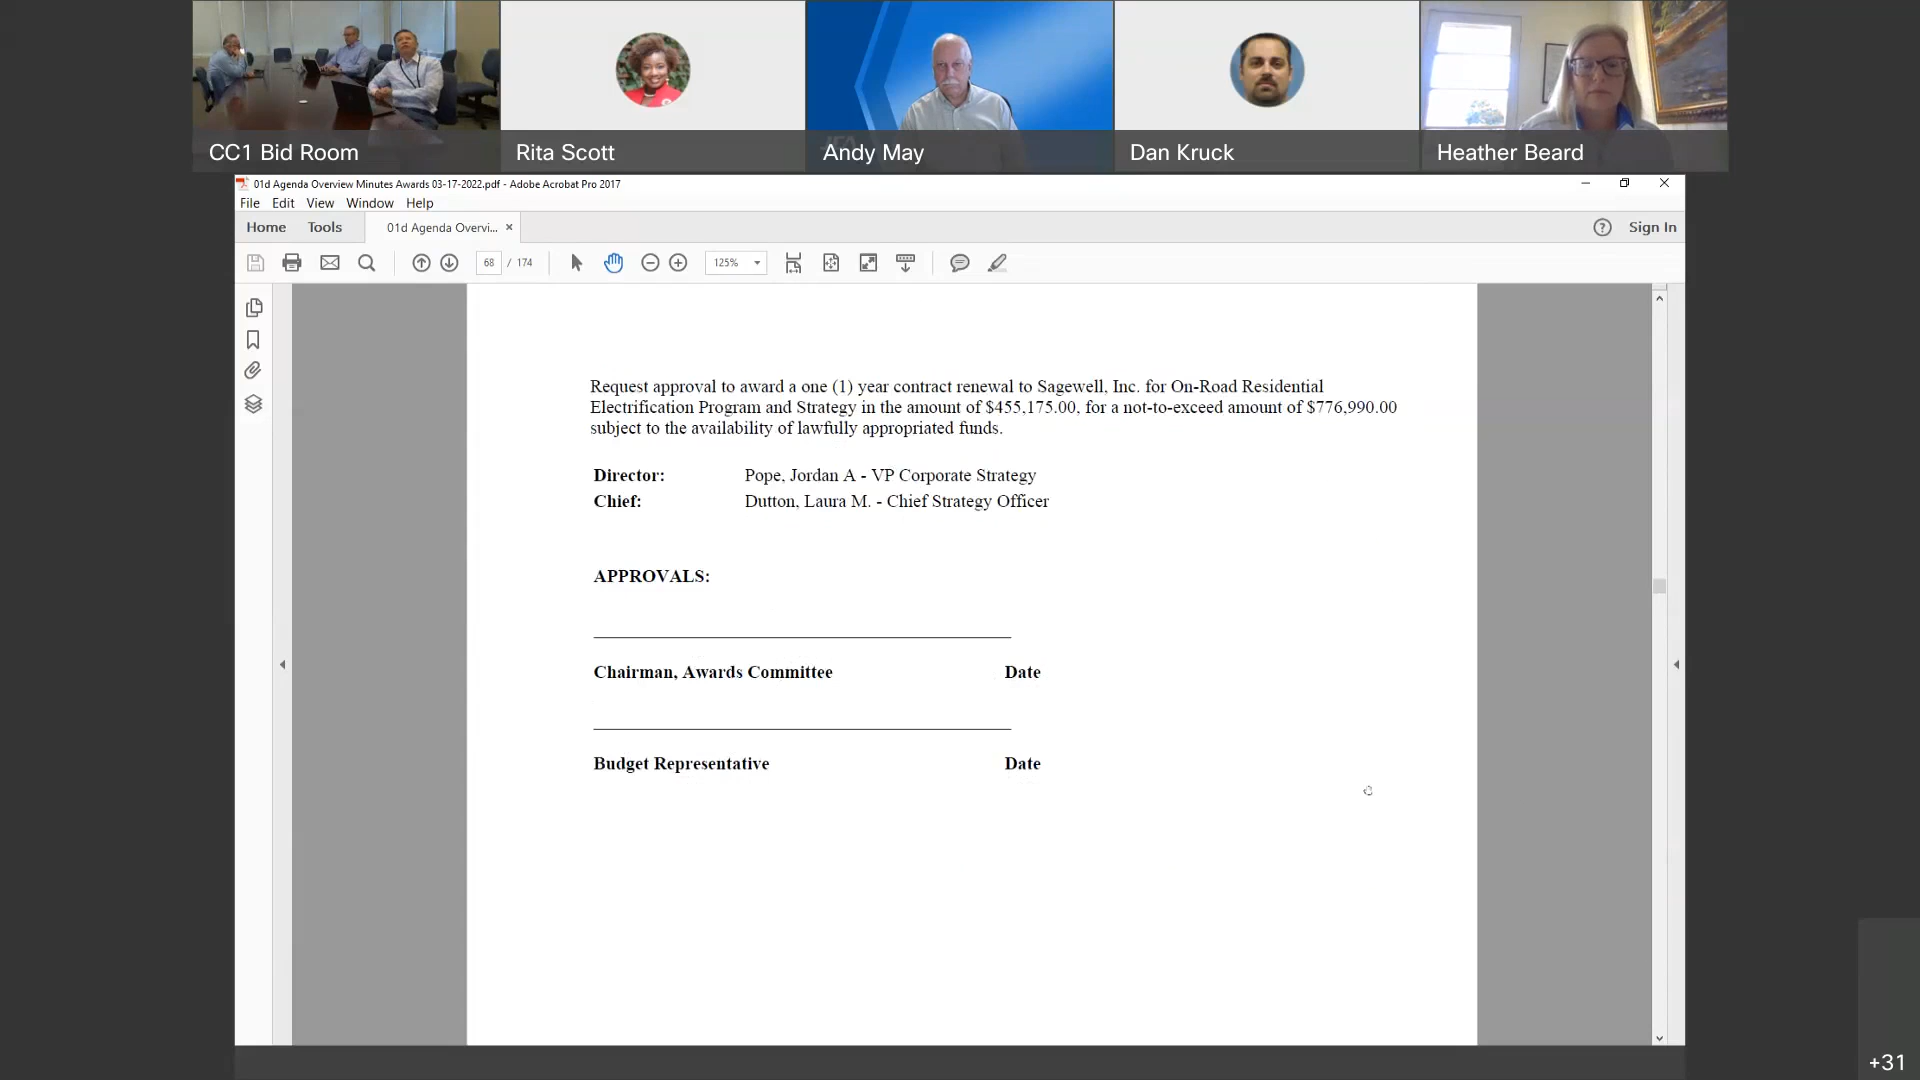 CC1 Bid Room
Rita Scott
Andy May
Dan Kruck
Heather Beard
01d Agenda Overview Minutes Awards 03-17-2022.pdf - Adobe Acrobat Pro 2017
File Edit View Window Help
Home Tools 01d Agenda Overvi... × Sign In
68 / 174 125%
Request approval to award a one (1) year contract renewal to Sagewell, Inc. for On-Road Residential
Electrification Program and Strategy in the amount of $455,175.00, for a not-to-exceed amount of $776,990.00
subject to the availability of lawfully appropriated funds.
Director: Pope, Jordan A - VP Corporate Strategy
Chief: Dutton, Laura M. - Chief Strategy Officer
APPROVALS:
Chairman, Awards Committee Date
Budget Representative Date
+31